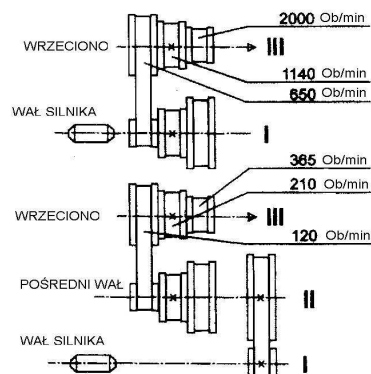 2000 Ob/min
WRZECIONO III
1140 Ob/min
650 Ob/min
WAŁ SILNIKA I
365 Ob/min
210 Ob/min
WRZECIONO III
120 Ob/min
POŚREDNI WAŁ II
WAŁ SILNIKA I